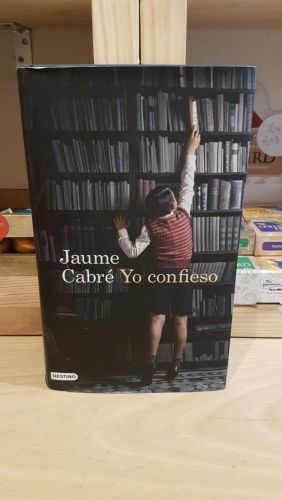 Jaume
Cabré Yo confieso
DESTINO